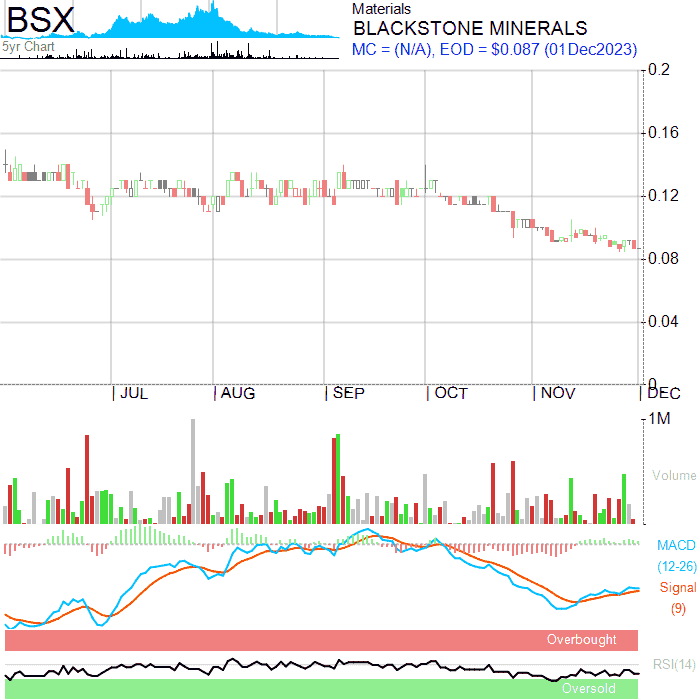 BSX
5yr Chart
Materials
BLACKSTONE MINERALS
MC = (N/A), EOD = $0.087 (01Dec2023)
0.2
0.16
0.12
0.08
0.04
0
JUL AUG SEP OCT NOV DEC
1M
Volume
MACD
(12-26)
Signal
(9)
Overbought
RSI(14)
Oversold